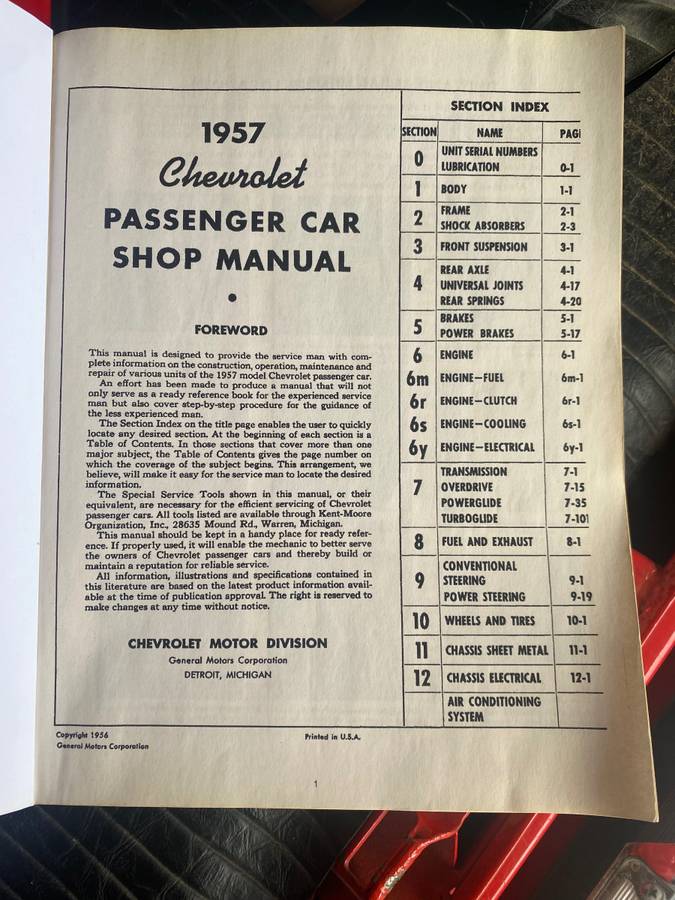 1957
Chevrolet
PASSENGER CAR
SHOP MANUAL
•
FOREWORD
This manual is designed to provide the service man with com-
plete information on the construction, operation, maintenance and
repair of various units of the 1957 model Chevrolet passenger car.
An effort has been made to produce a manual that will not
only serve as a ready reference book for the experienced service
man but also cover step-by-step procedure for the guidance of
the less experienced man.
The Section Index on the title page enables the user to quickly
locate any desired section. At the beginning of each section is a
Table of Contents. In those sections that cover more than one
major subject, the Table of Contents gives the page number on
which the coverage of the subject begins. This arrangement, we
believe, will make it easy for the service man to locate the desired
information.
The Special Service Tools shown in this manual, or their
equivalent, are necessary for the efficient servicing of Chevrolet
passenger cars. All tools listed are available through Kent-Moore
Organization, Inc., 28635 Mound Rd., Warren, Michigan.
This manual should be kept in a handy place for ready refer-
ence. If properly used, it will enable the mechanic to better serve
the owners of Chevrolet passenger cars and thereby build or
maintain a reputation for reliable service.
All information, illustrations and specifications contained in
this literature are based on the latest product information avail-
able at the time of publication approval. The right is reserved to
make changes at any time without notice.
CHEVROLET MOTOR DIVISION
General Motors Corporation
DETROIT, MICHIGAN
SECTION INDEX
SECTION NAME PAG
0 UNIT SERIAL NUMBERS
LUBRICATION 0-1
1 BODY 1-1
2 FRAME 2-1
SHOCK ABSORBERS 2-3
3 FRONT SUSPENSION 3-1
4 REAR AXLE 4-1
UNIVERSAL JOINTS 4-17
REAR SPRINGS 4-20
5 BRAKES 5-1
POWER BRAKES 5-17
6 ENGINE 6-1
6m ENGINE—FUEL 6m-1
6r ENGINE—CLUTCH 6r-1
6s ENGINE—COOLING 6s-1
6y ENGINE—ELECTRICAL 6y-1
7 TRANSMISSION 7-1
OVERDRIVE 7-15
POWERGLIDE 7-35
TURBOGLIDE 7-101
8 FUEL AND EXHAUST 8-1
9 CONVENTIONAL
STEERING 9-1
POWER STEERING 9-19
10 WHEELS AND TIRES 10-1
11 CHASSIS SHEET METAL 11-1
12 CHASSIS ELECTRICAL 12-1
AIR CONDITIONING
SYSTEM
Copyright 1956
General Motors Corporation
Printed in U.S.A.
1